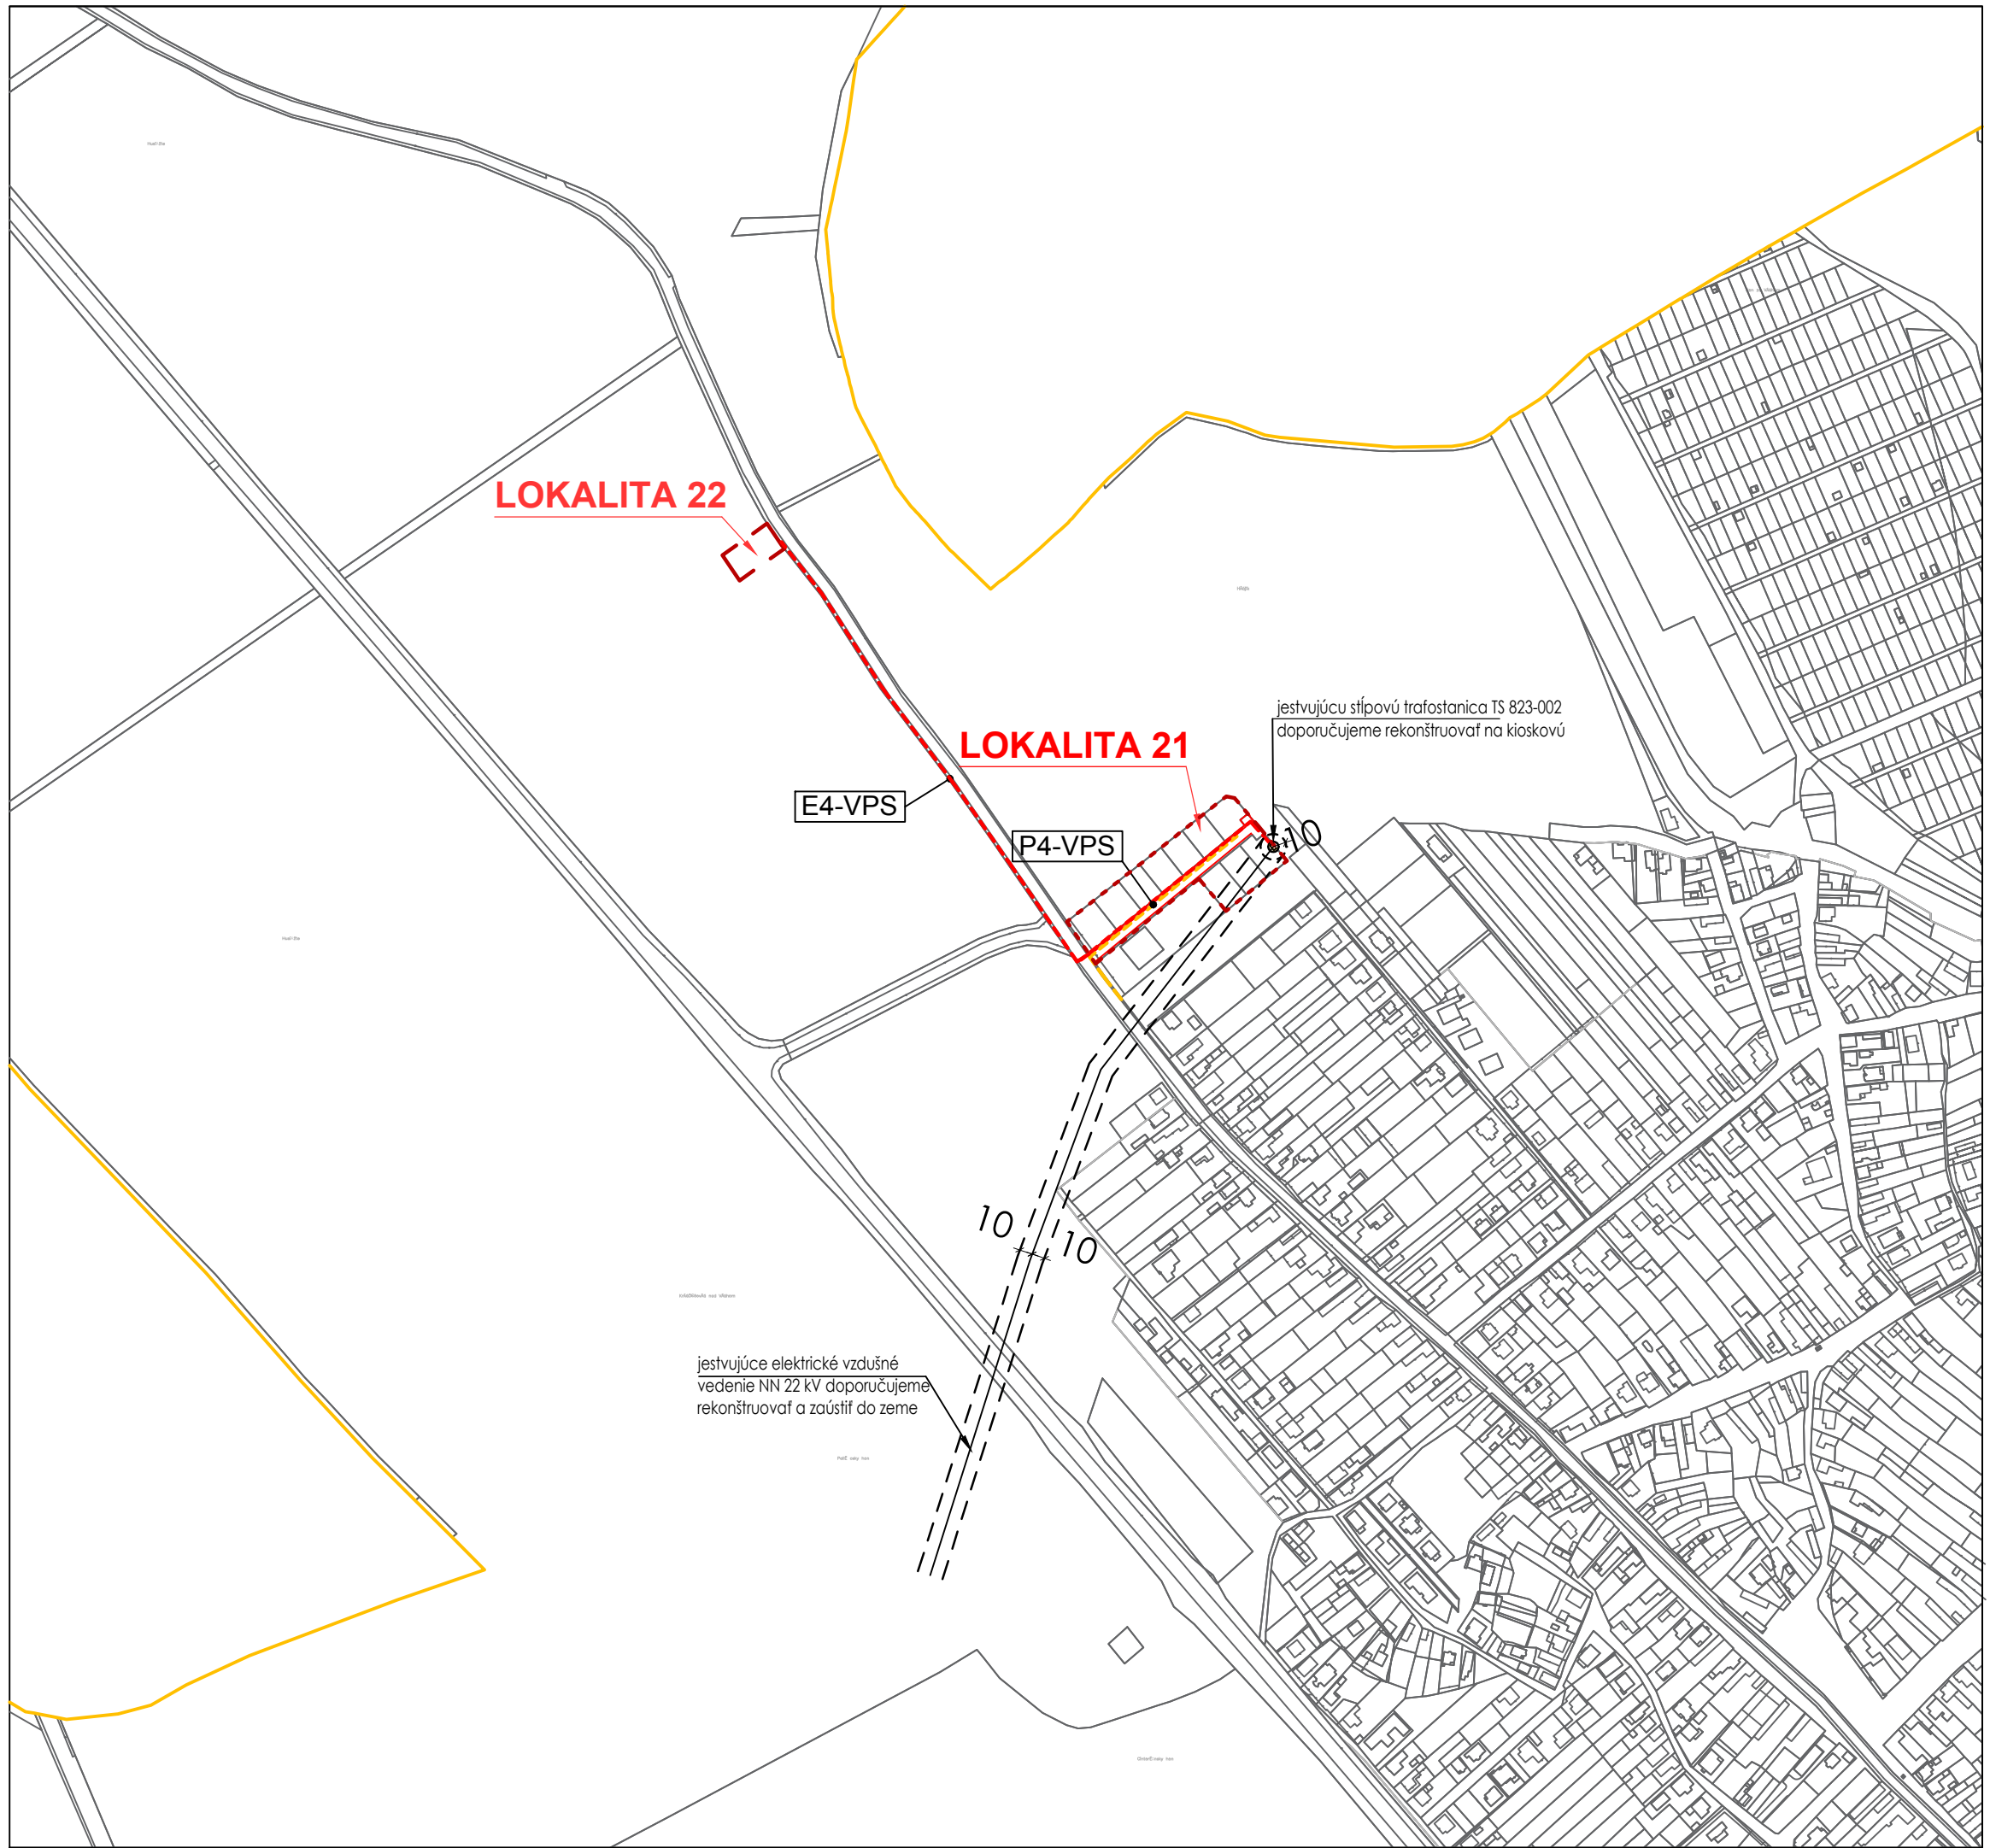 LOKALITA 22
jestvujúcu stĺpovú trafostanica TS 823-002
doporučujeme rekonštruovať na kioskovú
LOKALITA 21
E4-VPS
P4-VPS
10
10
10
jestvujúce elektrické vzdušné
vedenie NN 22 kV doporučujeme
rekonštruovať a zaústiť do zeme